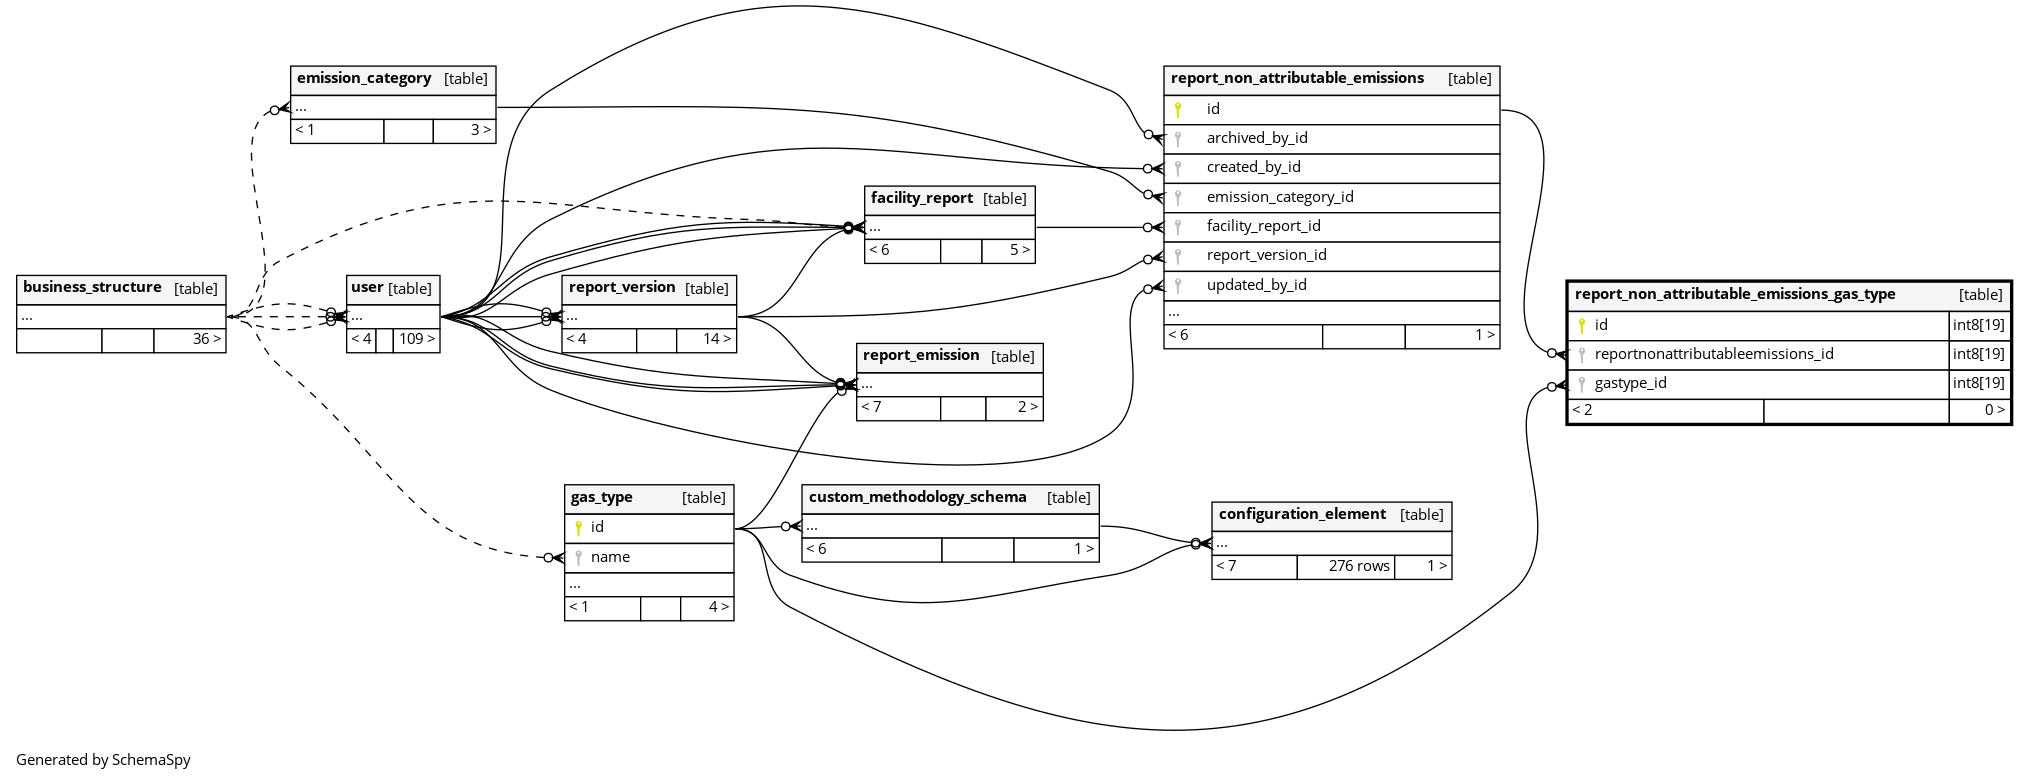 emission_category [table]
...
< 1 3 >
report_non_attributable_emissions [table]
id
archived_by_id
created_by_id
emission_category_id
facility_report_id
report_version_id
updated_by_id
...
< 6 1 >
facility_report [table]
...
< 6 5 >
business_structure [table]
...
36 >
user [table]
...
< 4 109 >
report_version [table]
...
< 4 14 >
report_non_attributable_emissions_gas_type [table]
id int8[19]
reportnonattributableemissions_id int8[19]
gastype_id int8[19]
< 2 0 >
report_emission [table]
...
< 7 2 >
gas_type [table]
id
name
...
< 1 4 >
custom_methodology_schema [table]
...
< 6 1 >
configuration_element [table]
...
< 7 276 rows 1 >
Generated by SchemaSpy